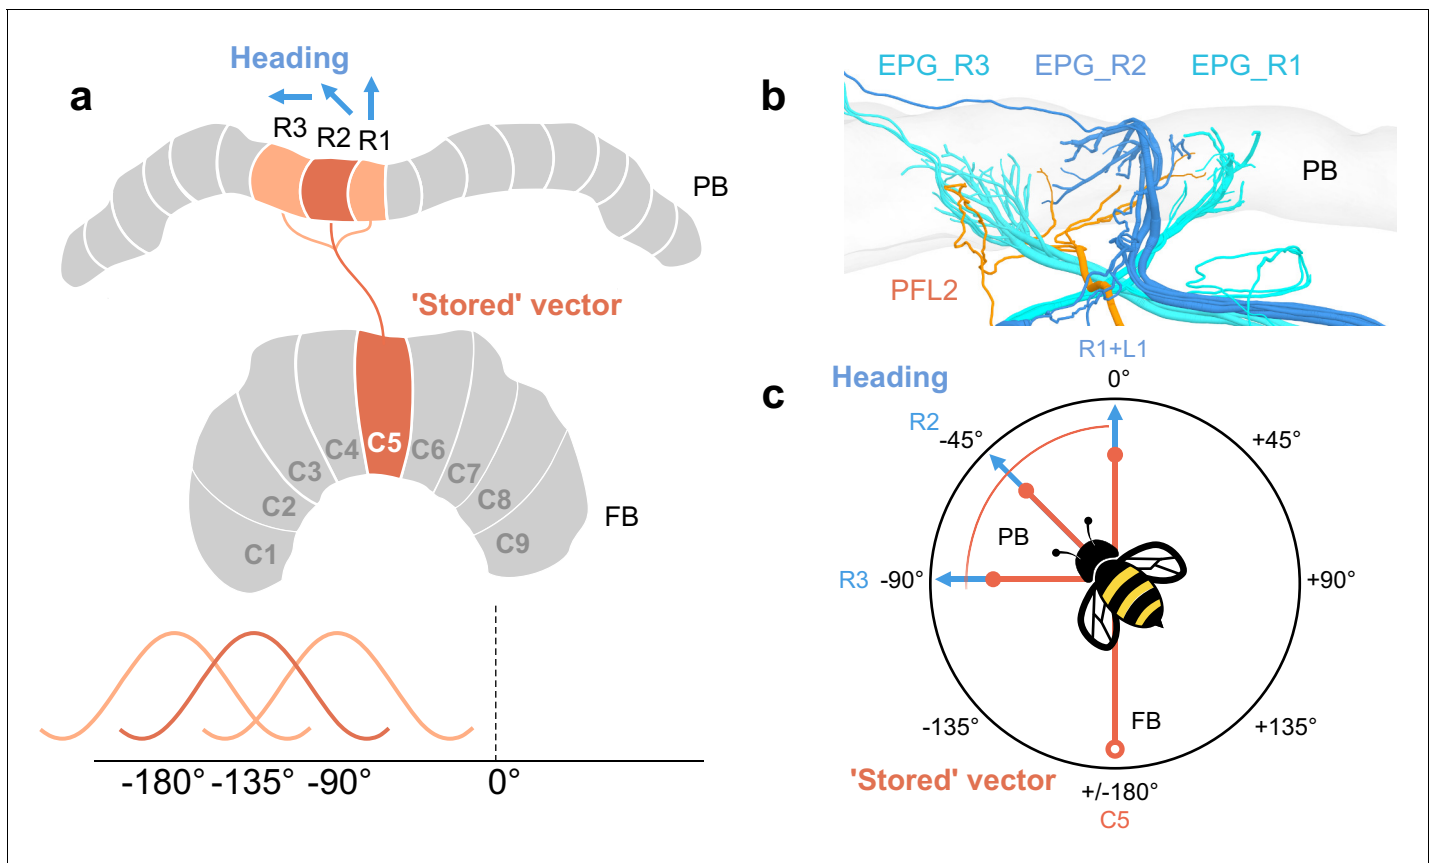 a
Heading
R3
R2
R1
PB
'Stored' vector
C1
C2
C3
C4
C5
C6
C7
C8
C9
FB
-180°
-135°
-90°
0°
b
EPG_R3
EPG_R2
EPG_R1
PB
PFL2
c
Heading
R1+L1
0°
R2
-45°
+45°
PB
R3
-90°
+90°
-135°
FB
+135°
'Stored' vector
+/-180°
C5